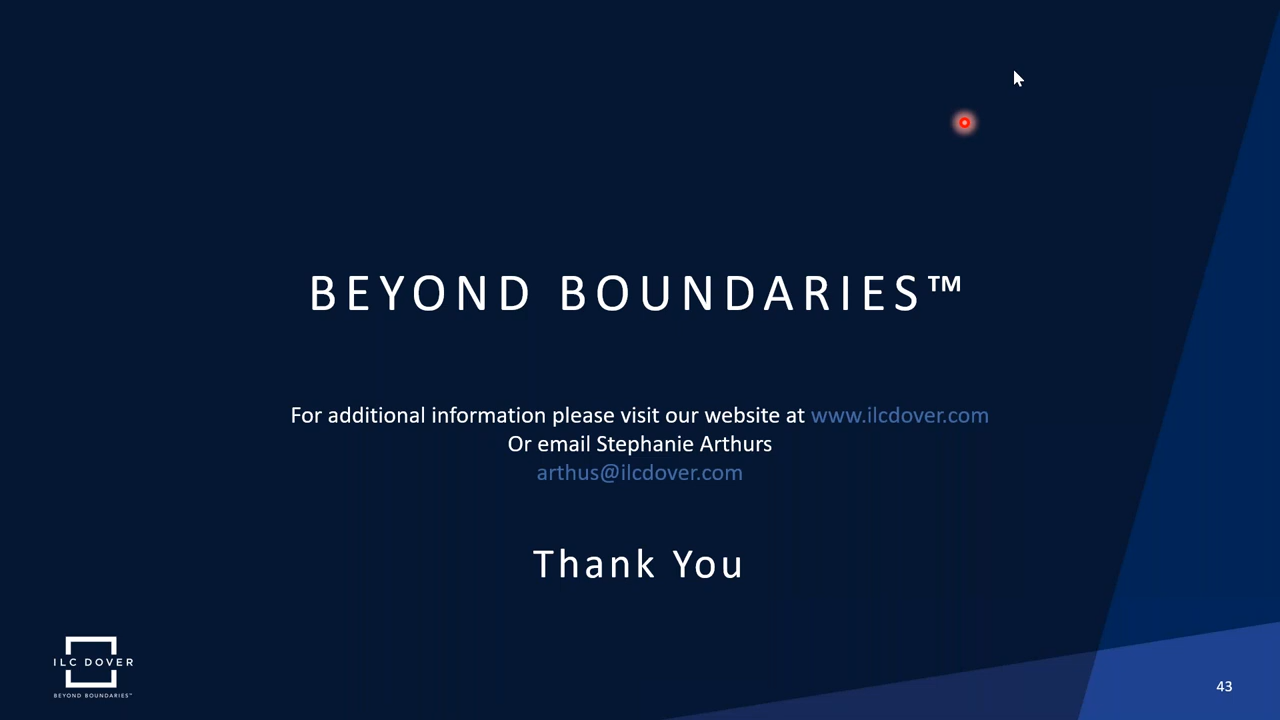 BEYOND BOUNDARIES™
For additional information please visit our website at www.ilcdover.com
Or email Stephanie Arthurs
arthus@ilcdover.com
Thank You
ILC DOVER
BEYOND BOUNDARIES™
43